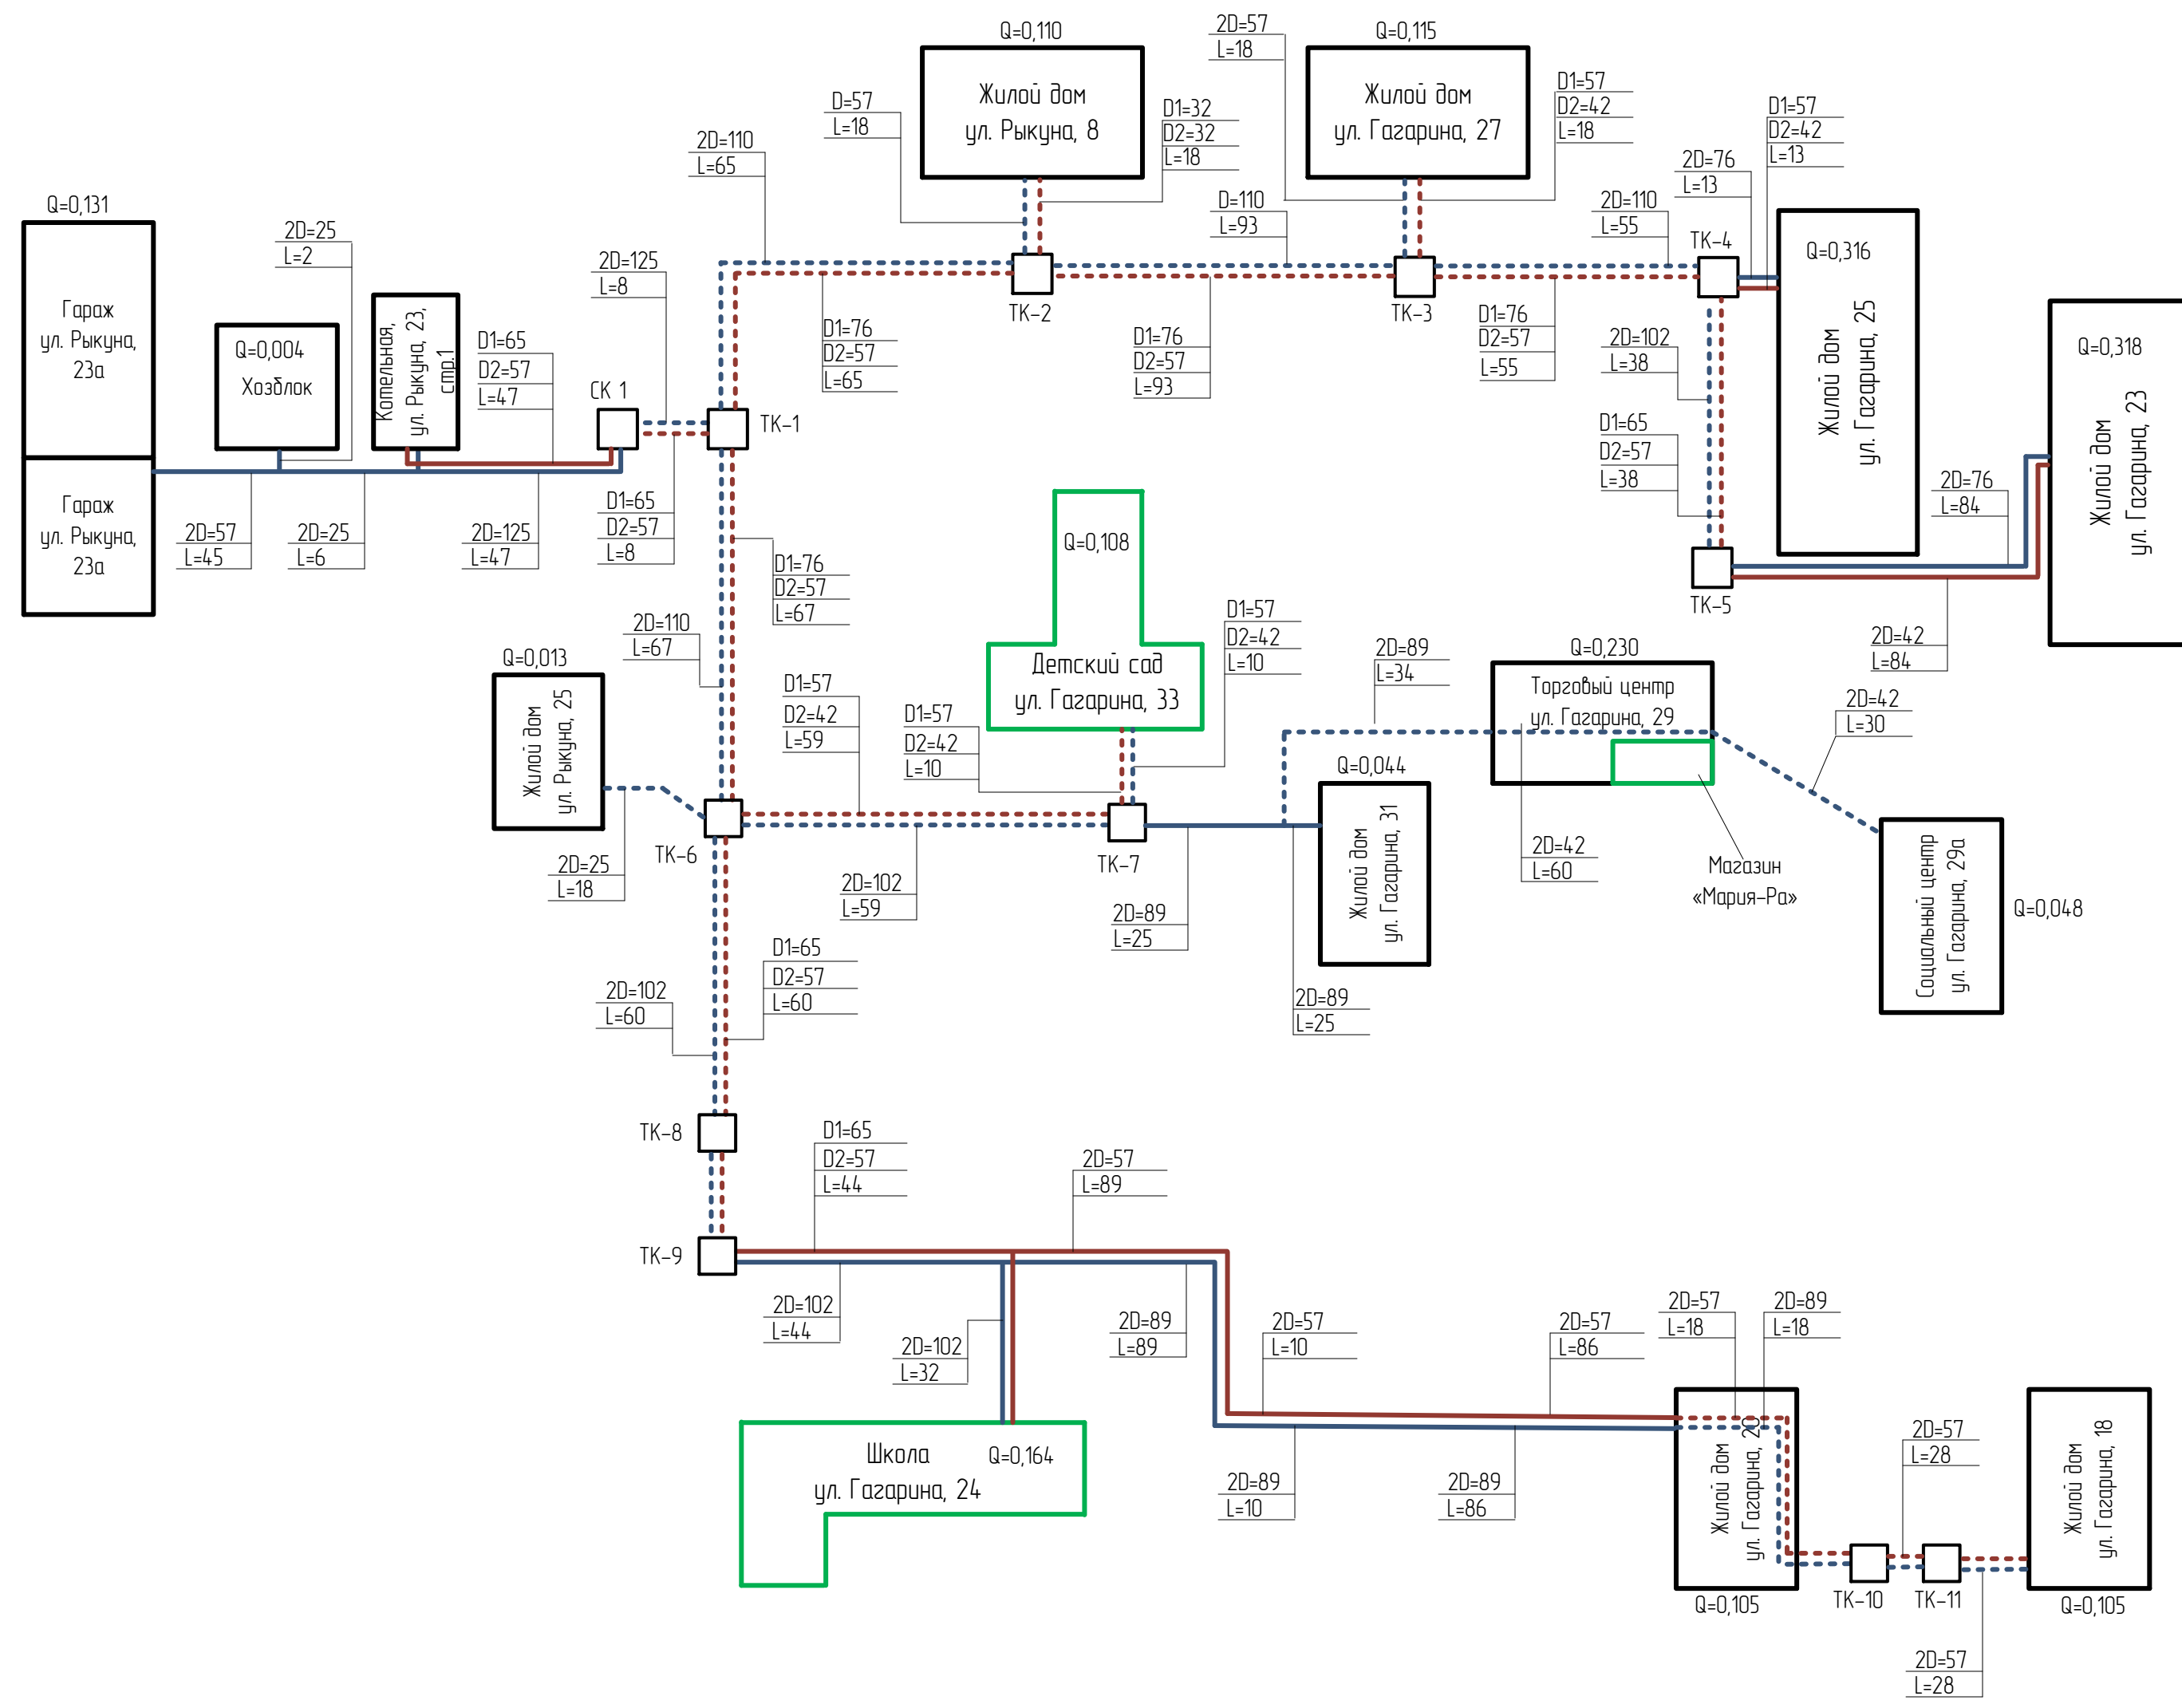 Q=0,110
Жилой дом
ул. Рыкуна, 8
2D=57
L=18
Q=0,115
Жилой дом
ул. Гагарина, 27
D1=57
D2=42
L=18
D=57
L=18
D1=32
D2=32
L=18
2D=110
L=65
D=110
L=93
2D=110
L=55
2D=76
L=13
D1=57
D2=42
L=13
ТК-4
Q=0,316
Жилой дом
ул. Гагарина, 25
Q=0,318
Жилой дом
ул. Гагарина, 23
Q=0,131
Гараж
ул. Рыкуна,
23а
Гараж
ул. Рыкуна,
23а
2D=25
L=2
Q=0,004
Хозблок
Котельная,
ул. Рыкуна, 23,
стр.1
D1=65
D2=57
L=47
2D=125
L=8
СК 1
ТК-1
ТК-2
ТК-3
D1=76
D2=57
L=65
D1=76
D2=57
L=93
D1=76
D2=57
L=55
2D=102
L=38
D1=65
D2=57
L=38
2D=76
L=84
ТК-5
2D=42
L=84
2D=57
L=45
2D=25
L=6
2D=125
L=47
D1=65
D2=57
L=8
D1=76
D2=57
L=67
2D=110
L=67
Q=0,013
Жилой дом
ул. Рыкуна, 25
2D=25
L=18
ТК-6
D1=57
D2=42
L=59
2D=102
L=59
Q=0,108
Детский сад
ул. Гагарина, 33
D1=57
D2=42
L=10
D1=57
D2=42
L=10
ТК-7
2D=89
L=25
2D=89
L=34
Q=0,044
Жилой дом
ул. Гагарина, 31
2D=89
L=25
Q=0,230
Торговый центр
ул. Гагарина, 29
2D=42
L=60
Магазин
«Мария-Ра»
2D=42
L=30
Социальный центр
ул. Гагарина, 29а
Q=0,048
2D=102
L=60
D1=65
D2=57
L=60
ТК-8
ТК-9
D1=65
D2=57
L=44
2D=57
L=89
2D=102
L=44
2D=102
L=32
2D=89
L=89
Школа
ул. Гагарина, 24
Q=0,164
2D=57
L=10
2D=57
L=86
2D=89
L=10
2D=89
L=86
2D=57
L=18
2D=89
L=18
Жилой дом
ул. Гагарина, 20
Q=0,105
ТК-10
ТК-11
2D=57
L=28
2D=57
L=28
Жилой дом
ул. Гагарина, 18
Q=0,105